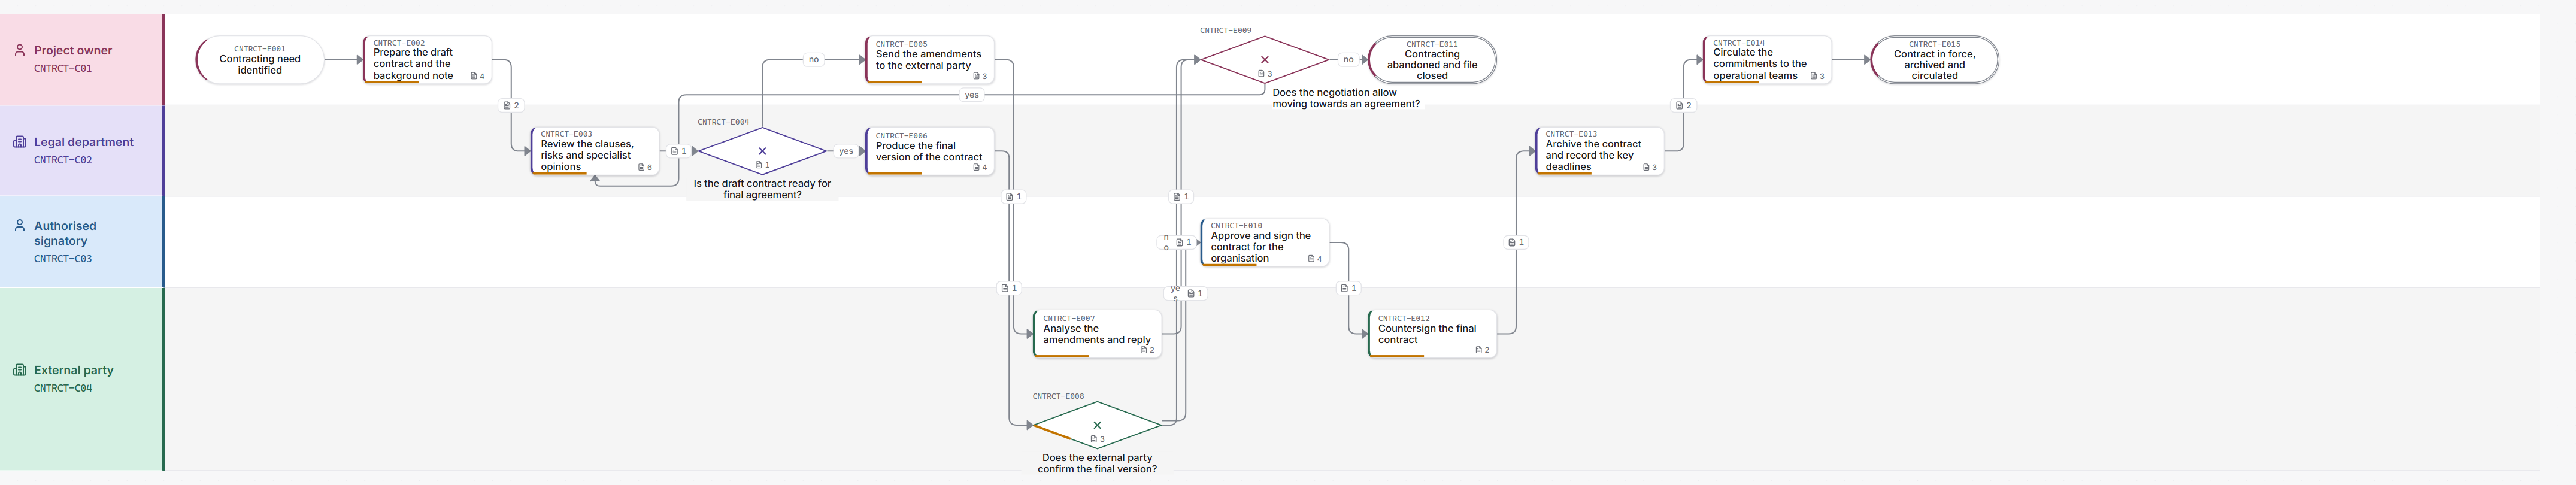 Project owner
CNTRCT-C01
CNTRCT-E001
Contracting need
identified
CNTRCT-E002
Prepare the draft
contract and the
background note
4
2
no
CNTRCT-E005
Send the amendments
to the external party
3
yes
CNTRCT-E009
3
Does the negotiation allow
moving towards an agreement?
no
CNTRCT-E011
Contracting
abandoned and file
closed
CNTRCT-E014
Circulate the
commitments to the
operational teams
3
2
CNTRCT-E015
Contract in force,
archived and
circulated
Legal department
CNTRCT-C02
CNTRCT-E003
Review the clauses,
risks and specialist
opinions
6
1
CNTRCT-E004
1
Is the draft contract ready for
final agreement?
yes
CNTRCT-E006
Produce the final
version of the contract
4
1
1
CNTRCT-E013
Archive the contract
and record the key
deadlines
3
Authorised
signatory
CNTRCT-C03
no
1
CNTRCT-E010
Approve and sign the
contract for the
organisation
4
1
1
yes
1
1
External party
CNTRCT-C04
CNTRCT-E007
Analyse the
amendments and reply
2
CNTRCT-E012
Countersign the final
contract
2
CNTRCT-E008
3
Does the external party
confirm the final version?